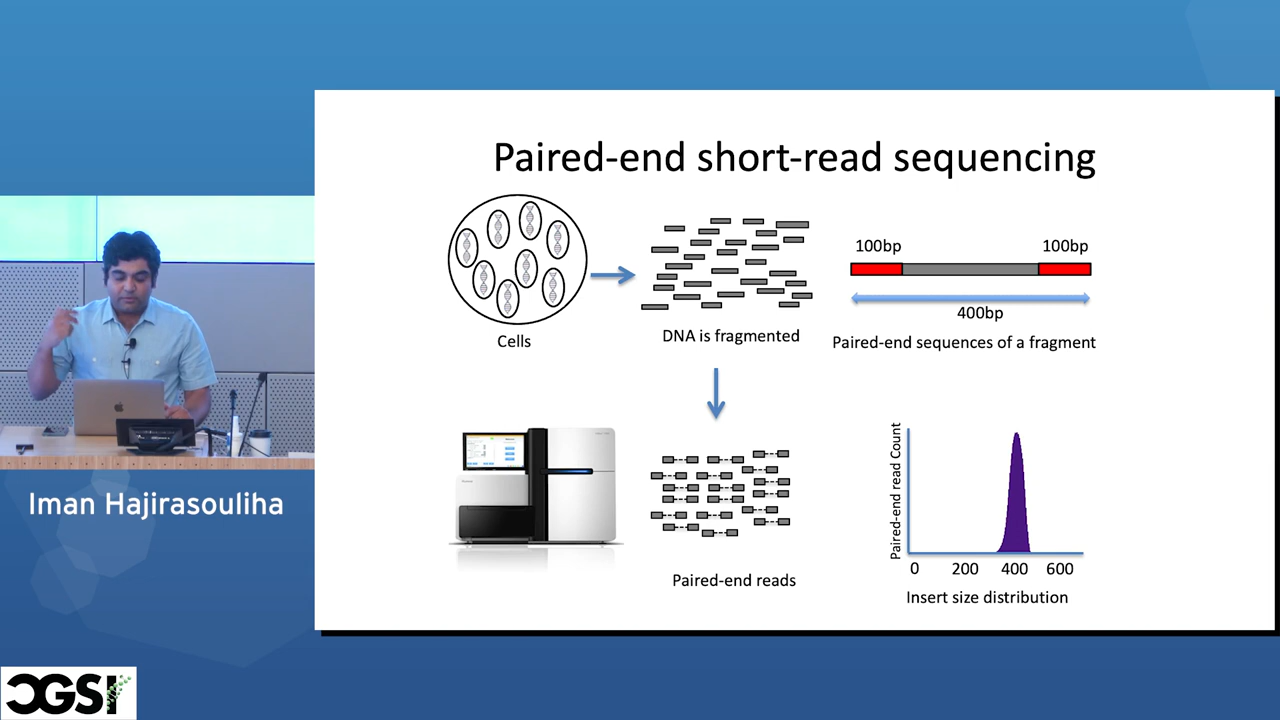 Paired-end short-read sequencing
Cells
DNA is fragmented
100bp
100bp
400bp
Paired-end sequences of a fragment
Paired-end reads
Paired-end read Count
0 200 400 600
Insert size distribution
Iman Hajirasouliha
CGSI